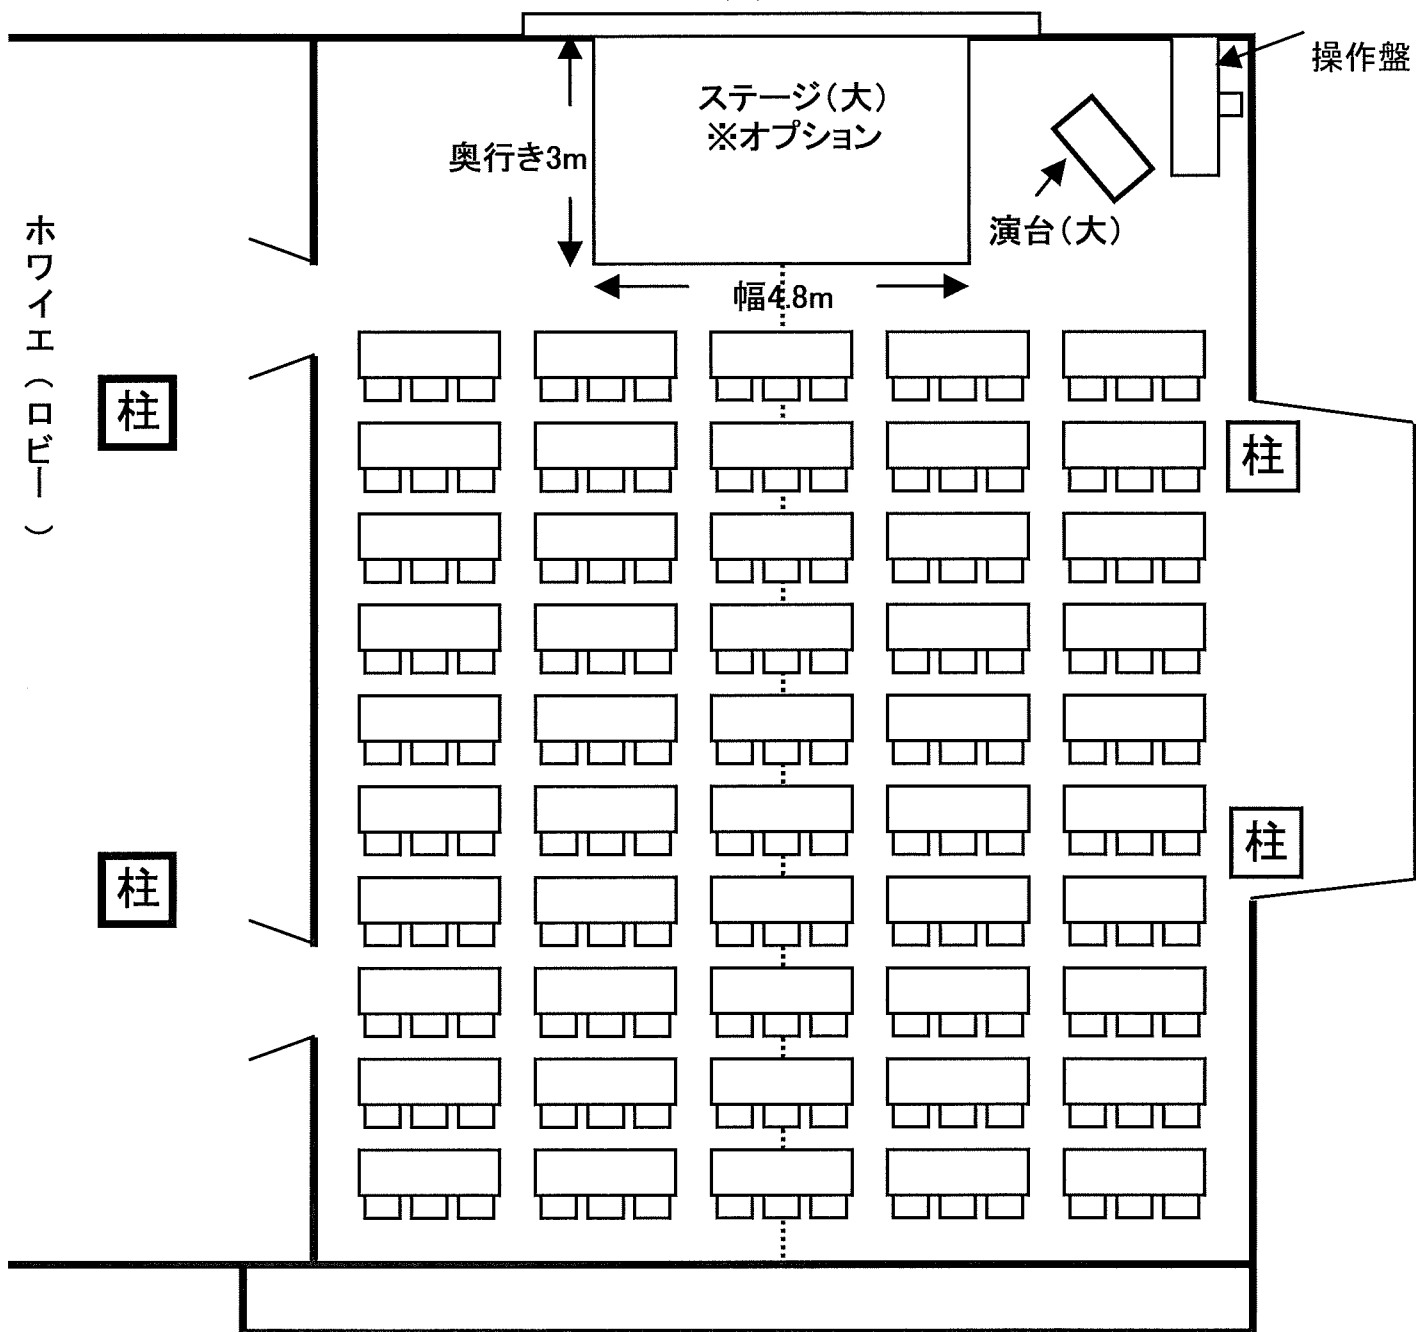 操作盤
ステージ（大）
※オプション
奥行き3m
演台（大）
幅4.8m
ホワイエ（ロビー）
柱
柱
柱
柱